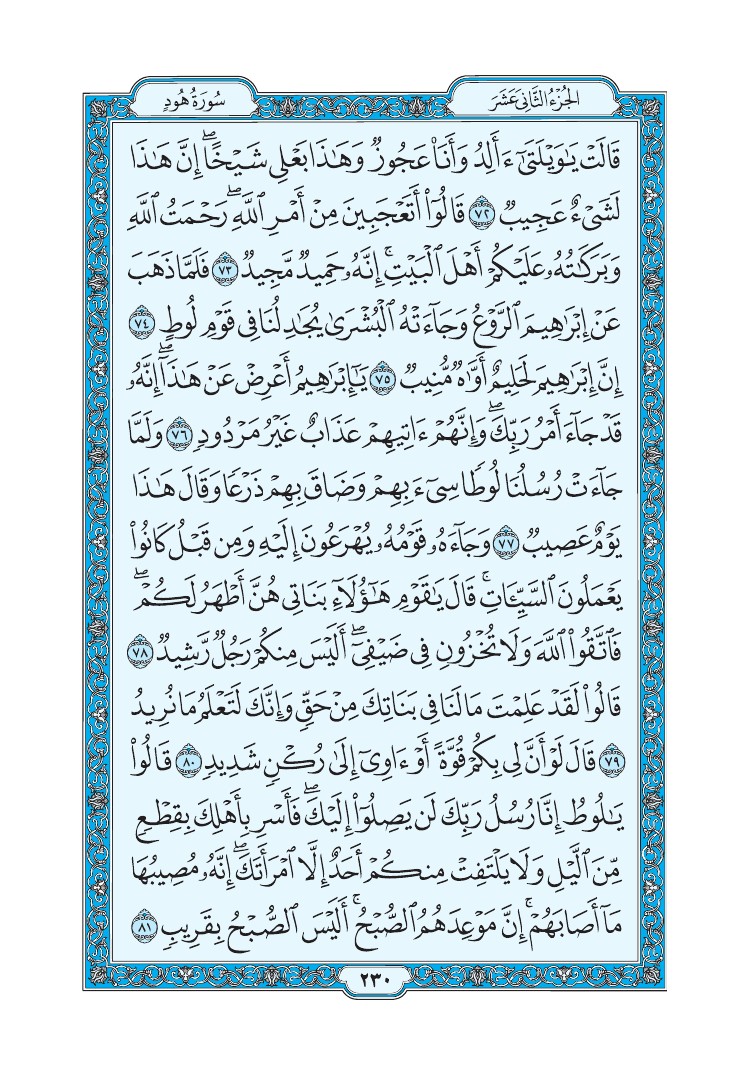 الجُزْءُ الثَّانِي عَشَرَ
سُورَةُ هُودٍ
قَالَتْ يَـٰوَيْلَتَىٰٓ ءَأَلِدُ وَأَنَا۠ عَجُوزٌ وَهَـٰذَا بَعْلِى شَيْخًا ۖ إِنَّ هَـٰذَا
لَشَىْءٌ عَجِيبٌ ٧٢ قَالُوٓا۟ أَتَعْجَبِينَ مِنْ أَمْرِ ٱللَّهِ ۖ رَحْمَتُ ٱللَّهِ
وَبَرَكَـٰتُهُۥ عَلَيْكُمْ أَهْلَ ٱلْبَيْتِ ۚ إِنَّهُۥ حَمِيدٌ مَّجِيدٌ ٧٣ فَلَمَّا ذَهَبَ
عَنْ إِبْرَٰهِيمَ ٱلرَّوْعُ وَجَآءَتْهُ ٱلْبُشْرَىٰ يُجَـٰدِلُنَا فِى قَوْمِ لُوطٍ ٧٤
إِنَّ إِبْرَٰهِيمَ لَحَلِيمٌ أَوَّٰهٌ مُّنِيبٌ ٧٥ يَـٰٓإِبْرَٰهِيمُ أَعْرِضْ عَنْ هَـٰذَآ ۖ إِنَّهُۥ
قَدْ جَآءَ أَمْرُ رَبِّكَ ۖ وَإِنَّهُمْ ءَاتِيهِمْ عَذَابٌ غَيْرُ مَرْدُودٍ ٧٦ وَلَمَّا
جَآءَتْ رُسُلُنَا لُوطًا سِىٓءَ بِهِمْ وَضَاقَ بِهِمْ ذَرْعًا وَقَالَ هَـٰذَا
يَوْمٌ عَصِيبٌ ٧٧ وَجَآءَهُۥ قَوْمُهُۥ يُهْرَعُونَ إِلَيْهِ وَمِن قَبْلُ كَانُوا۟
يَعْمَلُونَ ٱلسَّيِّـَٔاتِ ۚ قَالَ يَـٰقَوْمِ هَـٰٓؤُلَآءِ بَنَاتِى هُنَّ أَطْهَرُ لَكُمْ ۖ
فَٱتَّقُوا۟ ٱللَّهَ وَلَا تُخْزُونِ فِى ضَيْفِىٓ ۖ أَلَيْسَ مِنكُمْ رَجُلٌ رَّشِيدٌ ٧٨
قَالُوا۟ لَقَدْ عَلِمْتَ مَا لَنَا فِى بَنَاتِكَ مِنْ حَقٍّ وَإِنَّكَ لَتَعْلَمُ مَا نُرِيدُ
٧٩ قَالَ لَوْ أَنَّ لِى بِكُمْ قُوَّةً أَوْ ءَاوِىٓ إِلَىٰ رُكْنٍ شَدِيدٍ ٨٠ قَالُوا۟
يَـٰلُوطُ إِنَّا رُسُلُ رَبِّكَ لَن يَصِلُوٓا۟ إِلَيْكَ ۖ فَأَسْرِ بِأَهْلِكَ بِقِطْعٍ
مِّنَ ٱلَّيْلِ وَلَا يَلْتَفِتْ مِنكُمْ أَحَدٌ إِلَّا ٱمْرَأَتَكَ ۖ إِنَّهُۥ مُصِيبُهَا
مَآ أَصَابَهُمْ ۚ إِنَّ مَوْعِدَهُمُ ٱلصُّبْحُ ۚ أَلَيْسَ ٱلصُّبْحُ بِقَرِيبٍ ٨١
٢٣٠